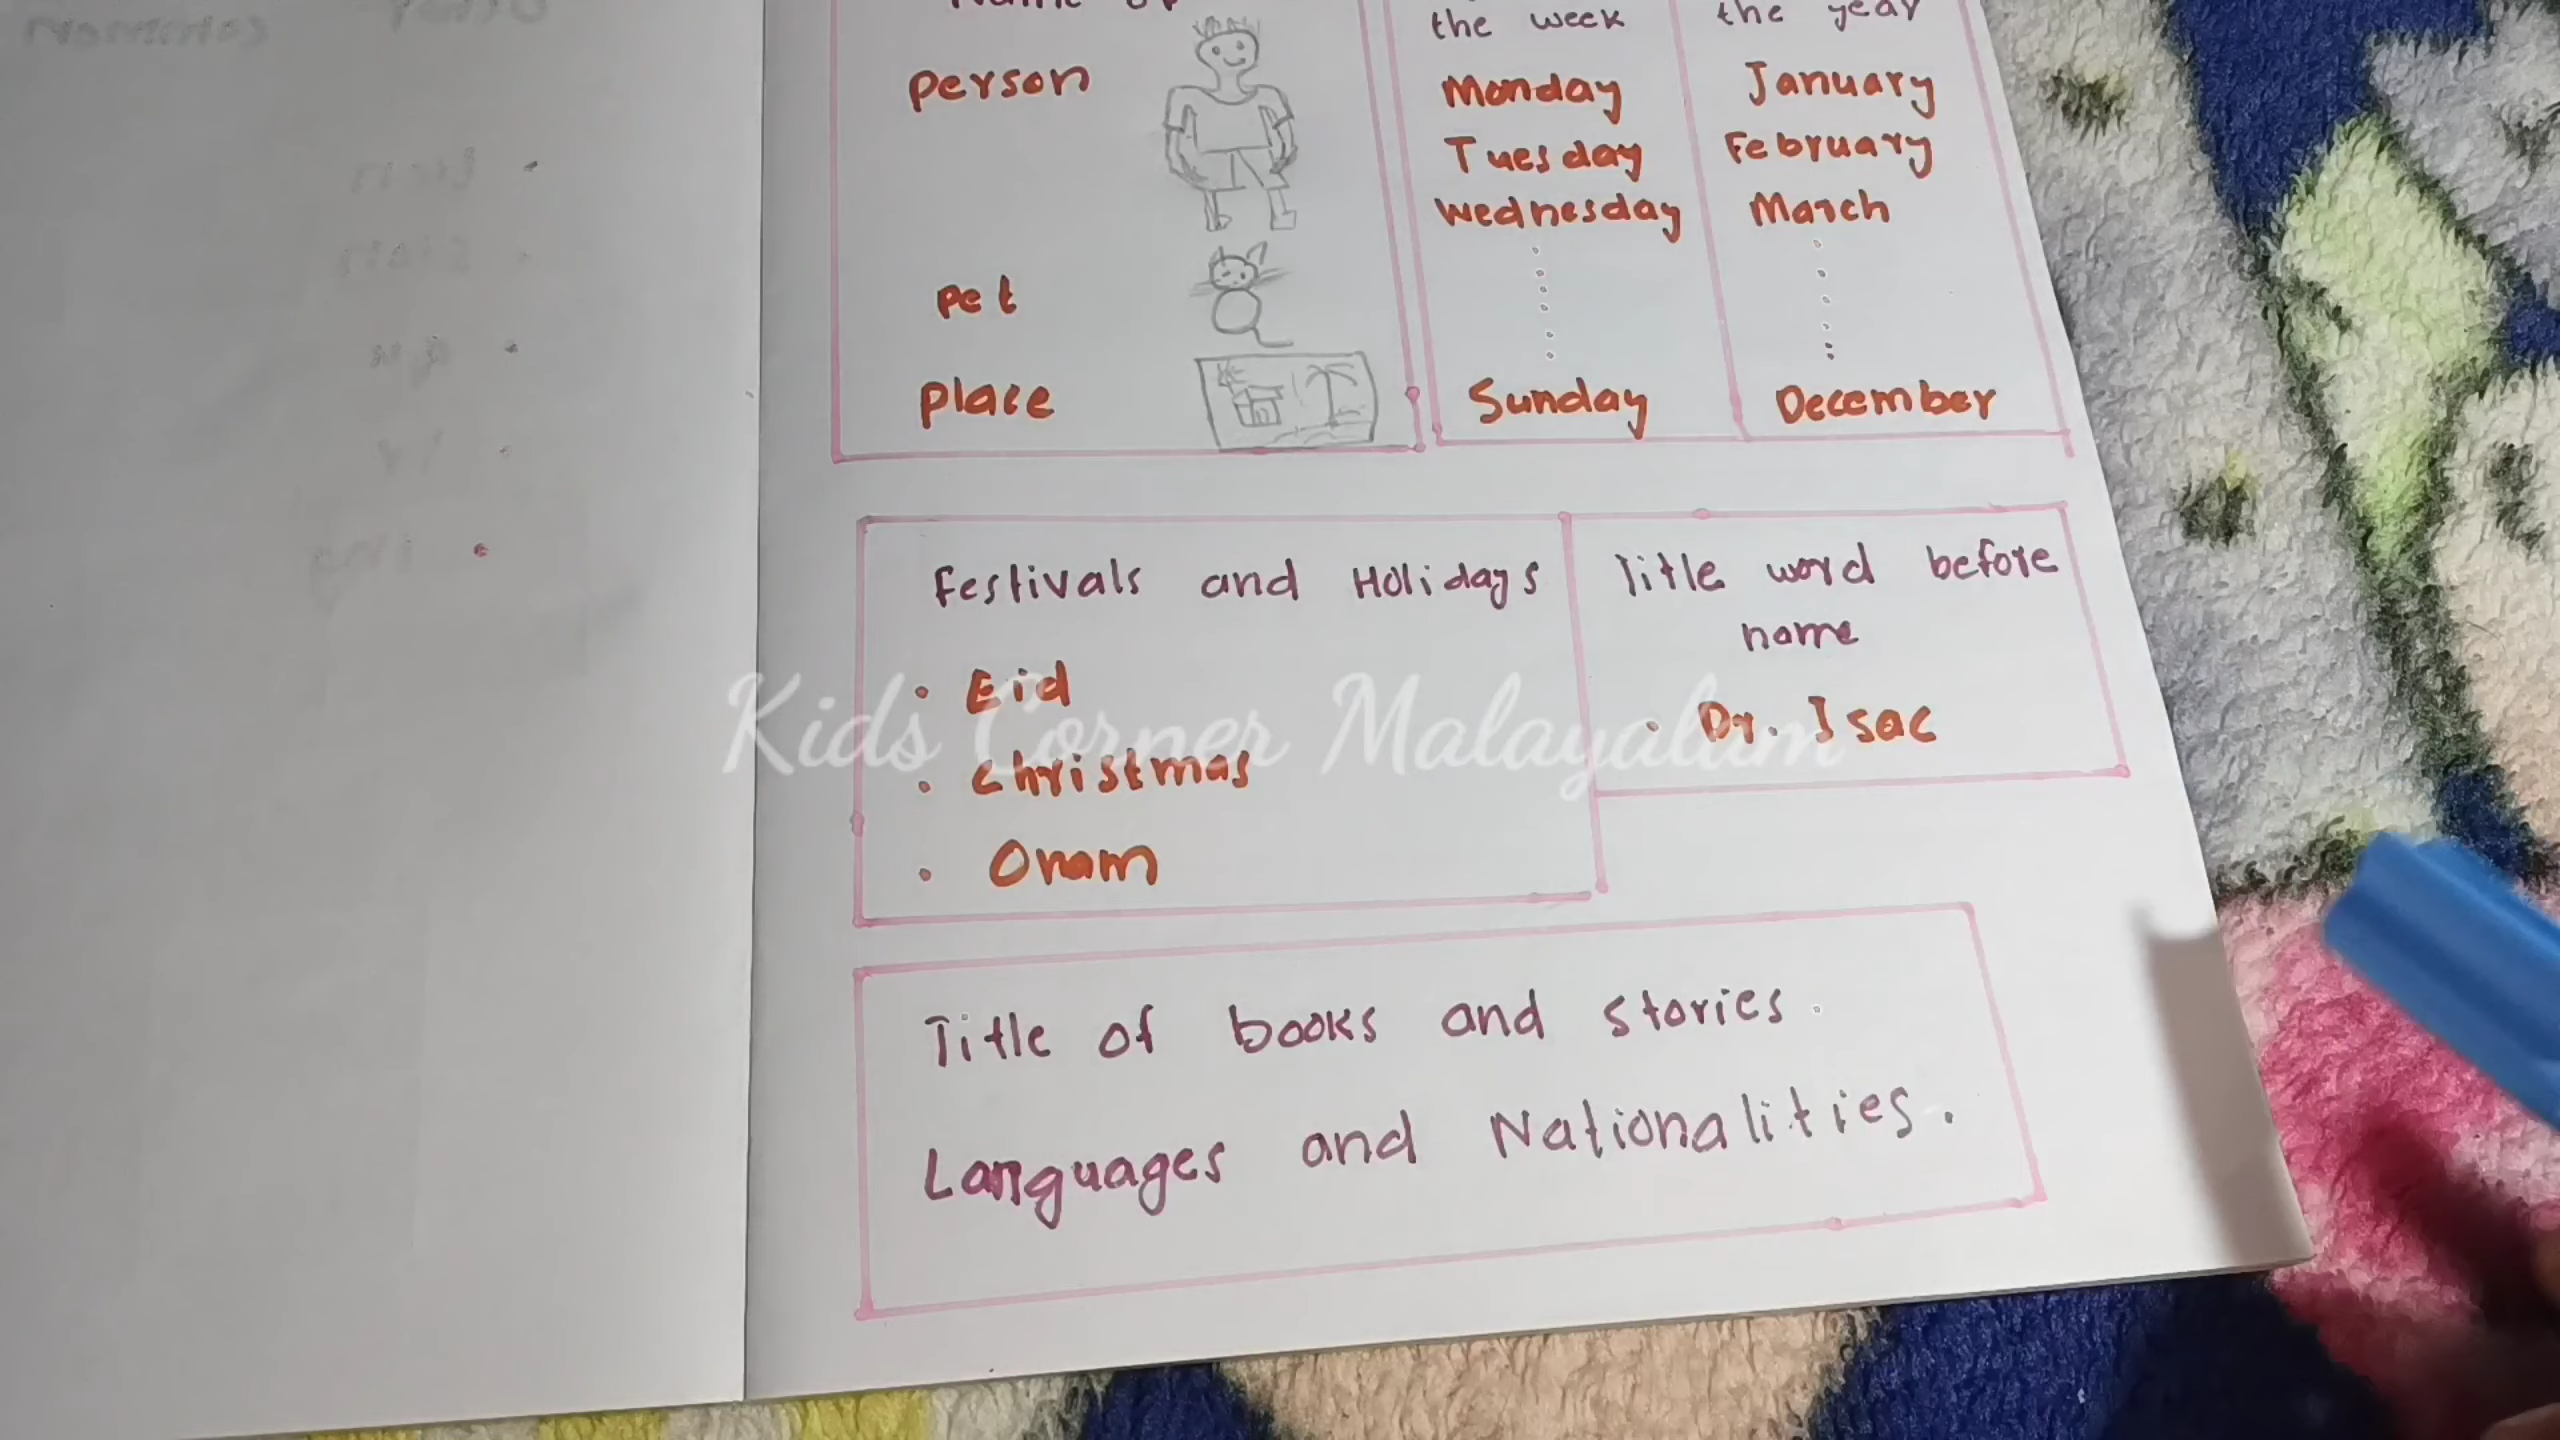 Name of
person
pet
place
the week
Monday
Tuesday
Wednesday
Sunday
the year
January
February
March
December
Festivals and Holidays
• Eid
• Christmas
• Onam
Title word before
name
• Dr. Isac
Title of books and stories.
Languages and Nationalities.
Kids Corner Malayalam